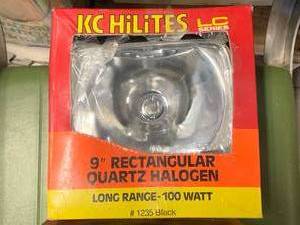 KC HiLiTES LC
SERIES
9" RECTANGULAR
QUARTZ HALOGEN
LONG RANGE-100 WATT
# 1235 Black